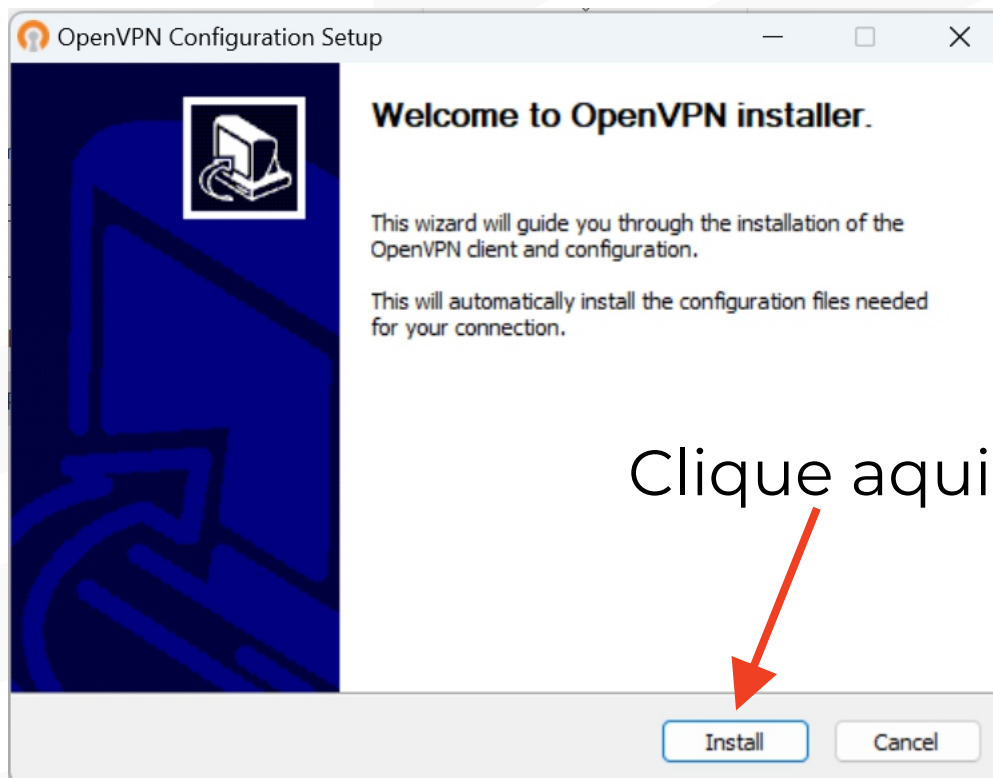 OpenVPN Configuration Setup
Welcome to OpenVPN installer.
This wizard will guide you through the installation of the
OpenVPN client and configuration.
This will automatically install the configuration files needed
for your connection.
Clique aqui
Install
Cancel